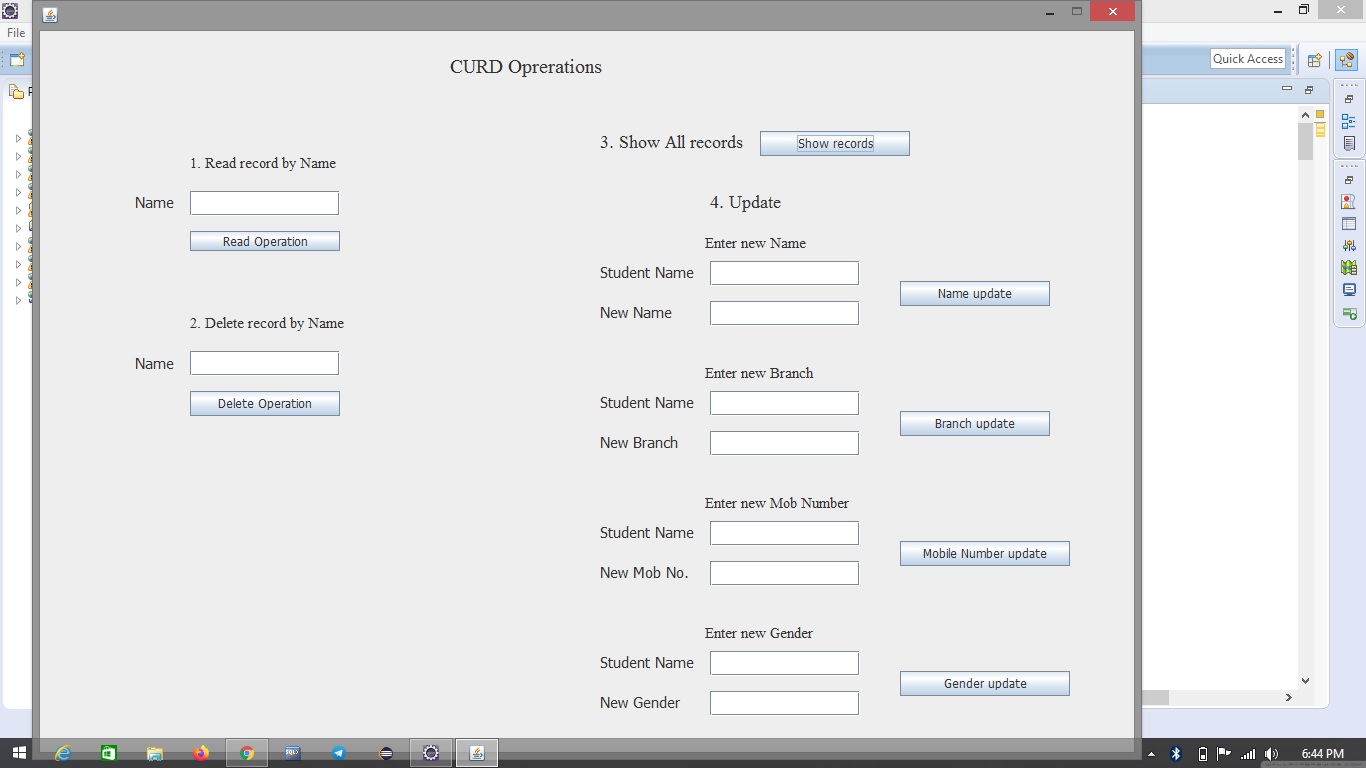 File
Quick Access
CURD Oprerations
1. Read record by Name
Name
Read Operation
2. Delete record by Name
Name
Delete Operation
3. Show All records
Show records
4. Update
Enter new Name
Student Name
New Name
Name update
Enter new Branch
Student Name
New Branch
Branch update
Enter new Mob Number
Student Name
New Mob No.
Mobile Number update
Enter new Gender
Student Name
New Gender
Gender update
6:44 PM